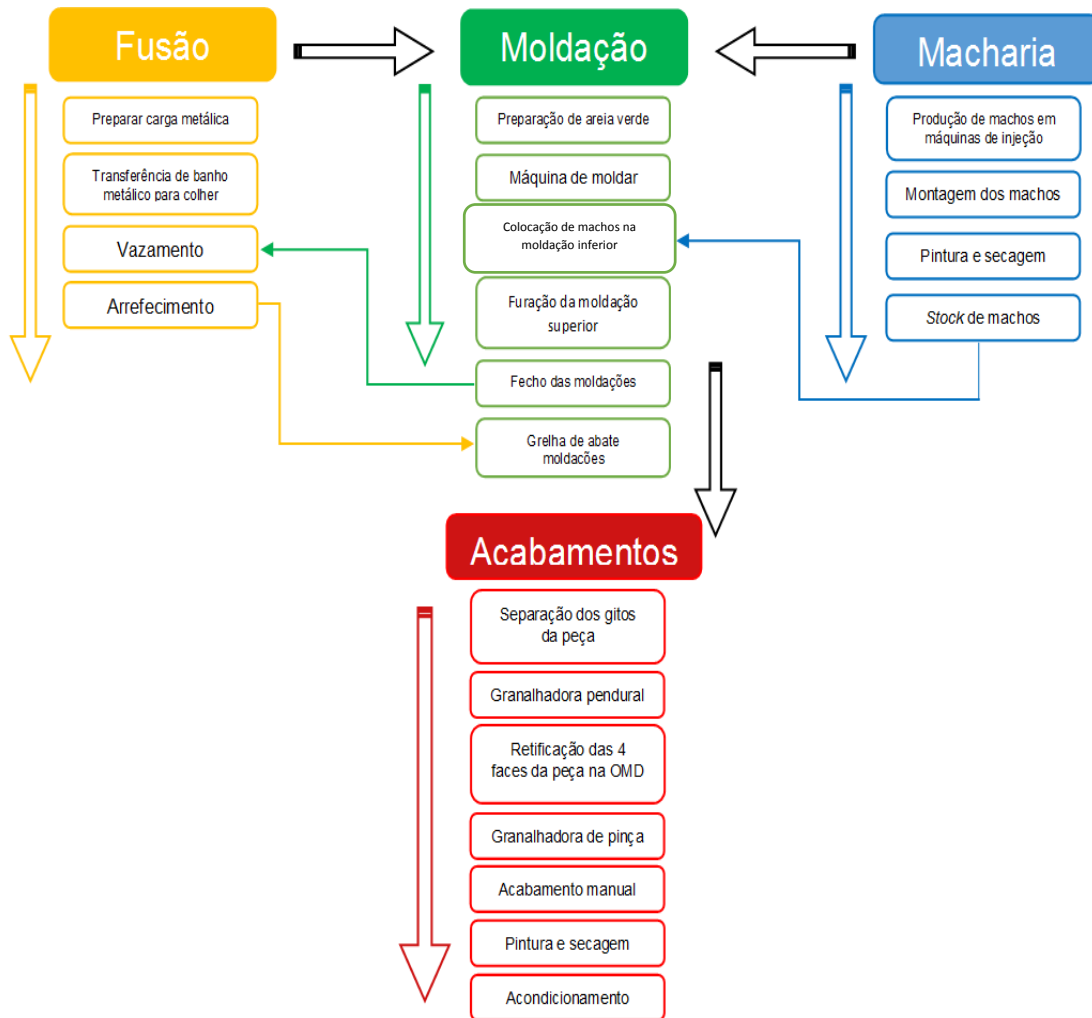 Fusão
Preparar carga metálica
Transferência de banho
metálico para colher
Vazamento
Arrefecimento
Moldação
Preparação de areia verde
Máquina de moldar
Colocação de machos na
moldação inferior
Furação da moldação
superior
Fecho das moldações
Grelha de abate
moldacões
Macharia
Produção de machos em
máquinas de injeção
Montagem dos machos
Pintura e secagem
Stock de machos
Acabamentos
Separação dos gitos
da peça
Granalhadora pendural
Retificação das 4
faces da peça na OMD
Granalhadora de pinça
Acabamento manual
Pintura e secagem
Acondicionamento